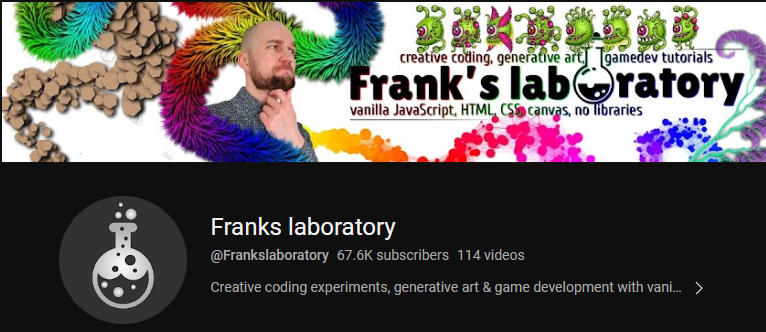 creative coding, generative art, gamedev tutorials
Frank's laboratory
vanilla JavaScript, HTML, CSS, canvas, no libraries
Franks laboratory
@Frankslaboratory 67.6K subscribers 114 videos
Creative coding experiments, generative art & game development with vani...